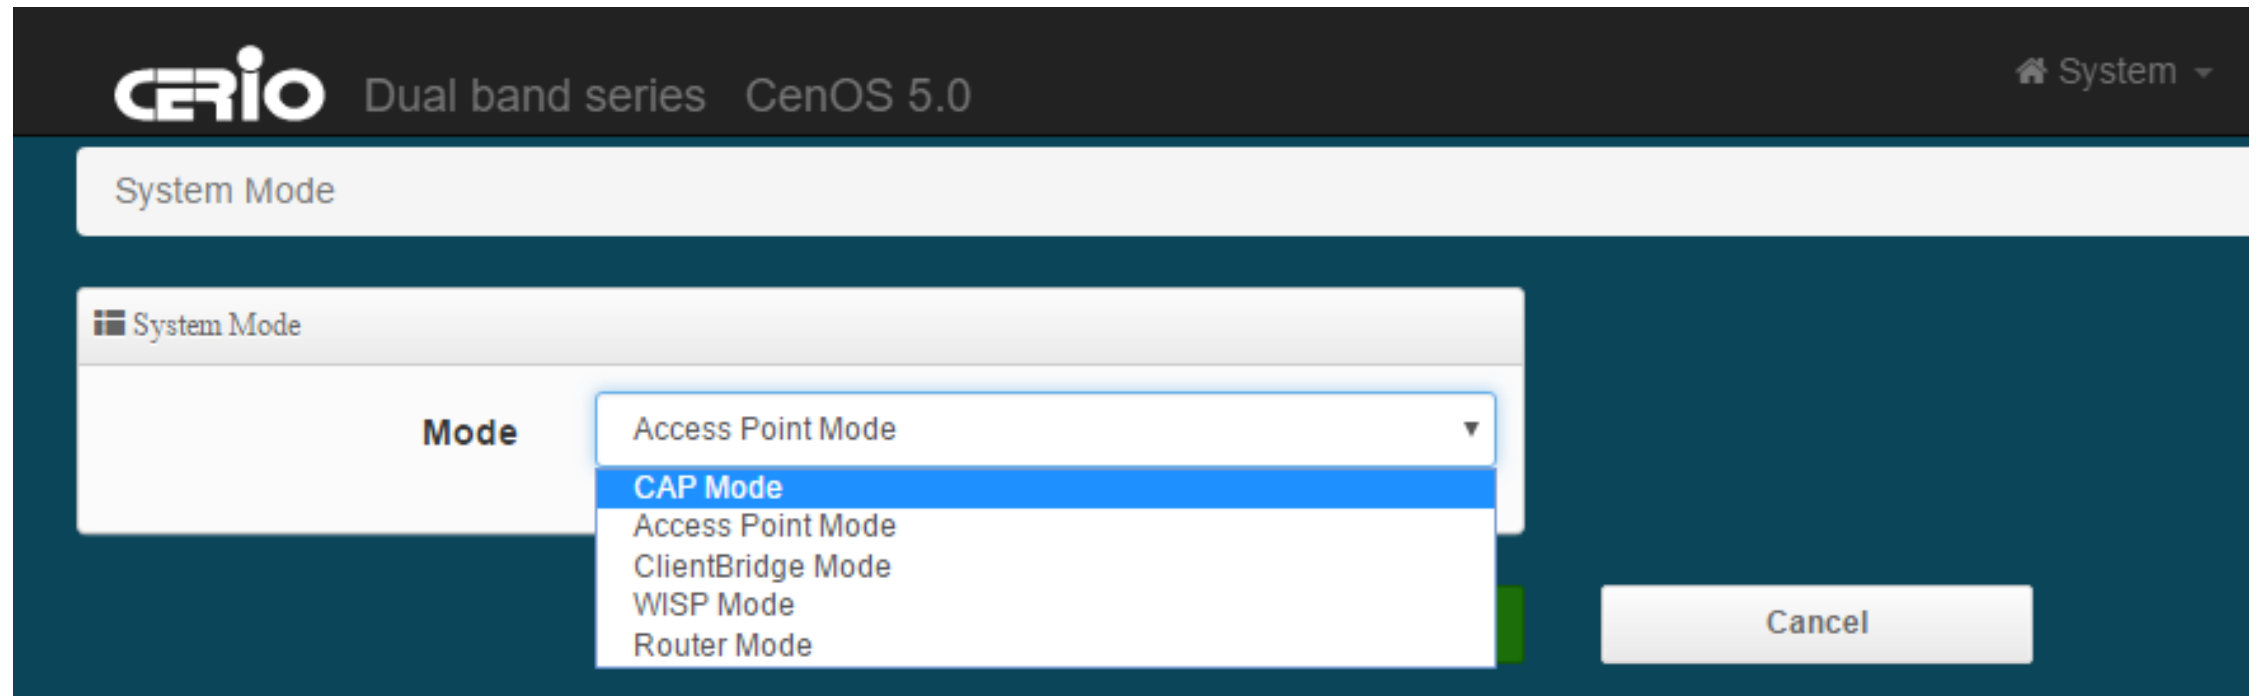 CERIO Dual band series CenOS 5.0
System
System Mode
System Mode
Mode
Access Point Mode
CAP Mode
Access Point Mode
ClientBridge Mode
WISP Mode
Router Mode
Cancel